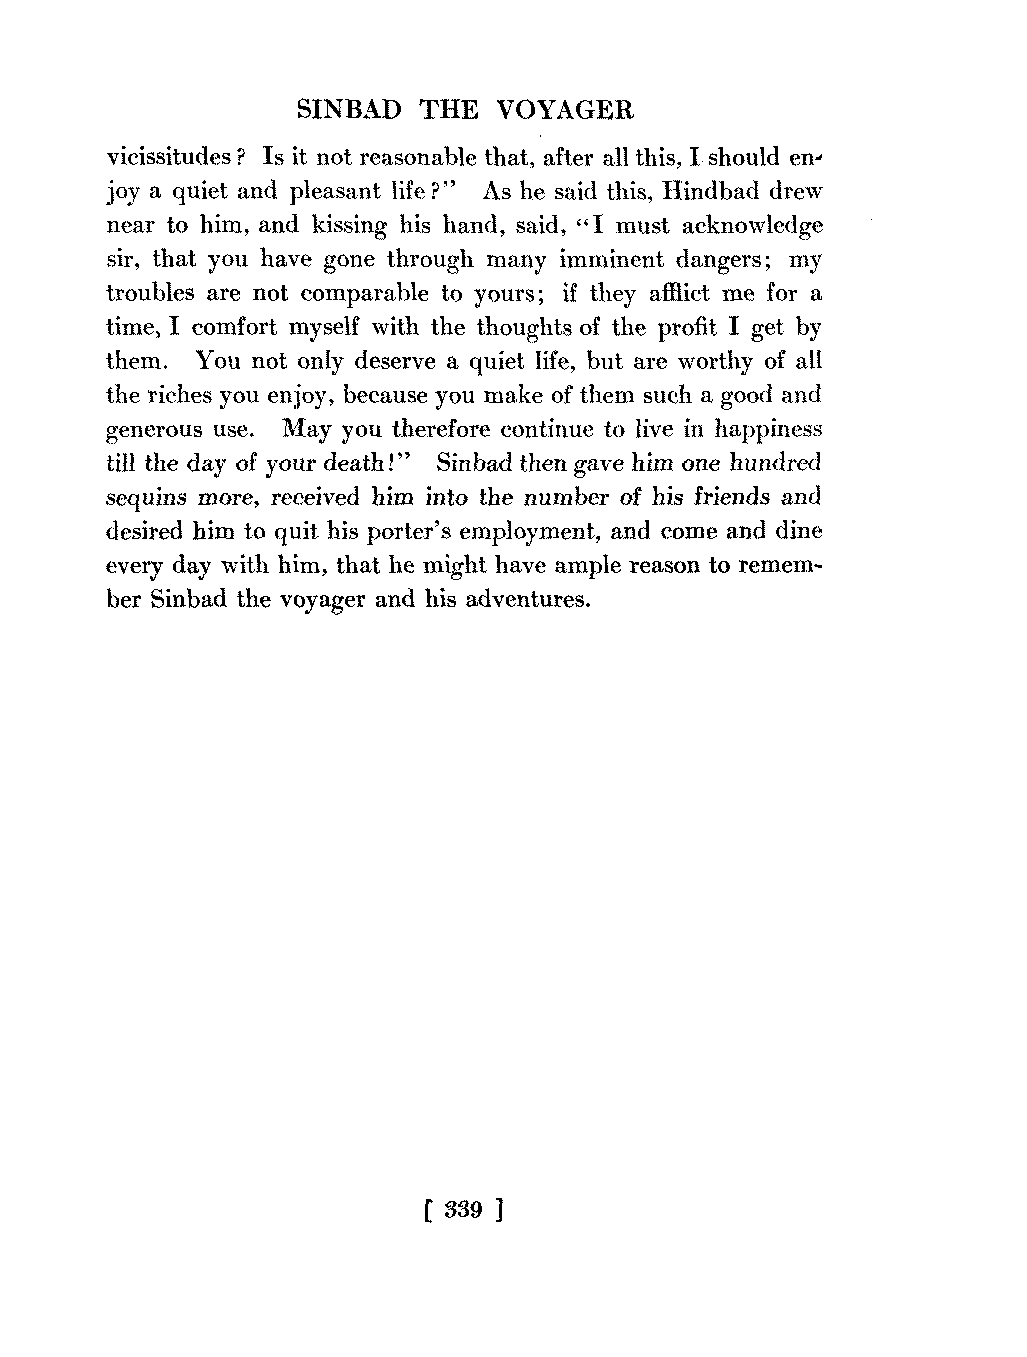 SINBAD THE VOYAGER
vicissitudes? Is it not reasonable that, after all this, I should en-
joy a quiet and pleasant life?" As he said this, Hindbad drew
near to him, and kissing his hand, said, "I must acknowledge
sir, that you have gone through many imminent dangers; my
troubles are not comparable to yours; if they afflict me for a
time, I comfort myself with the thoughts of the profit I get by
them. You not only deserve a quiet life, but are worthy of all
the riches you enjoy, because you make of them such a good and
generous use. May you therefore continue to live in happiness
till the day of your death!" Sinbad then gave him one hundred
sequins more, received him into the number of his friends and
desired him to quit his porter's employment, and come and dine
every day with him, that he might have ample reason to remem-
ber Sinbad the voyager and his adventures.
[ 339 ]